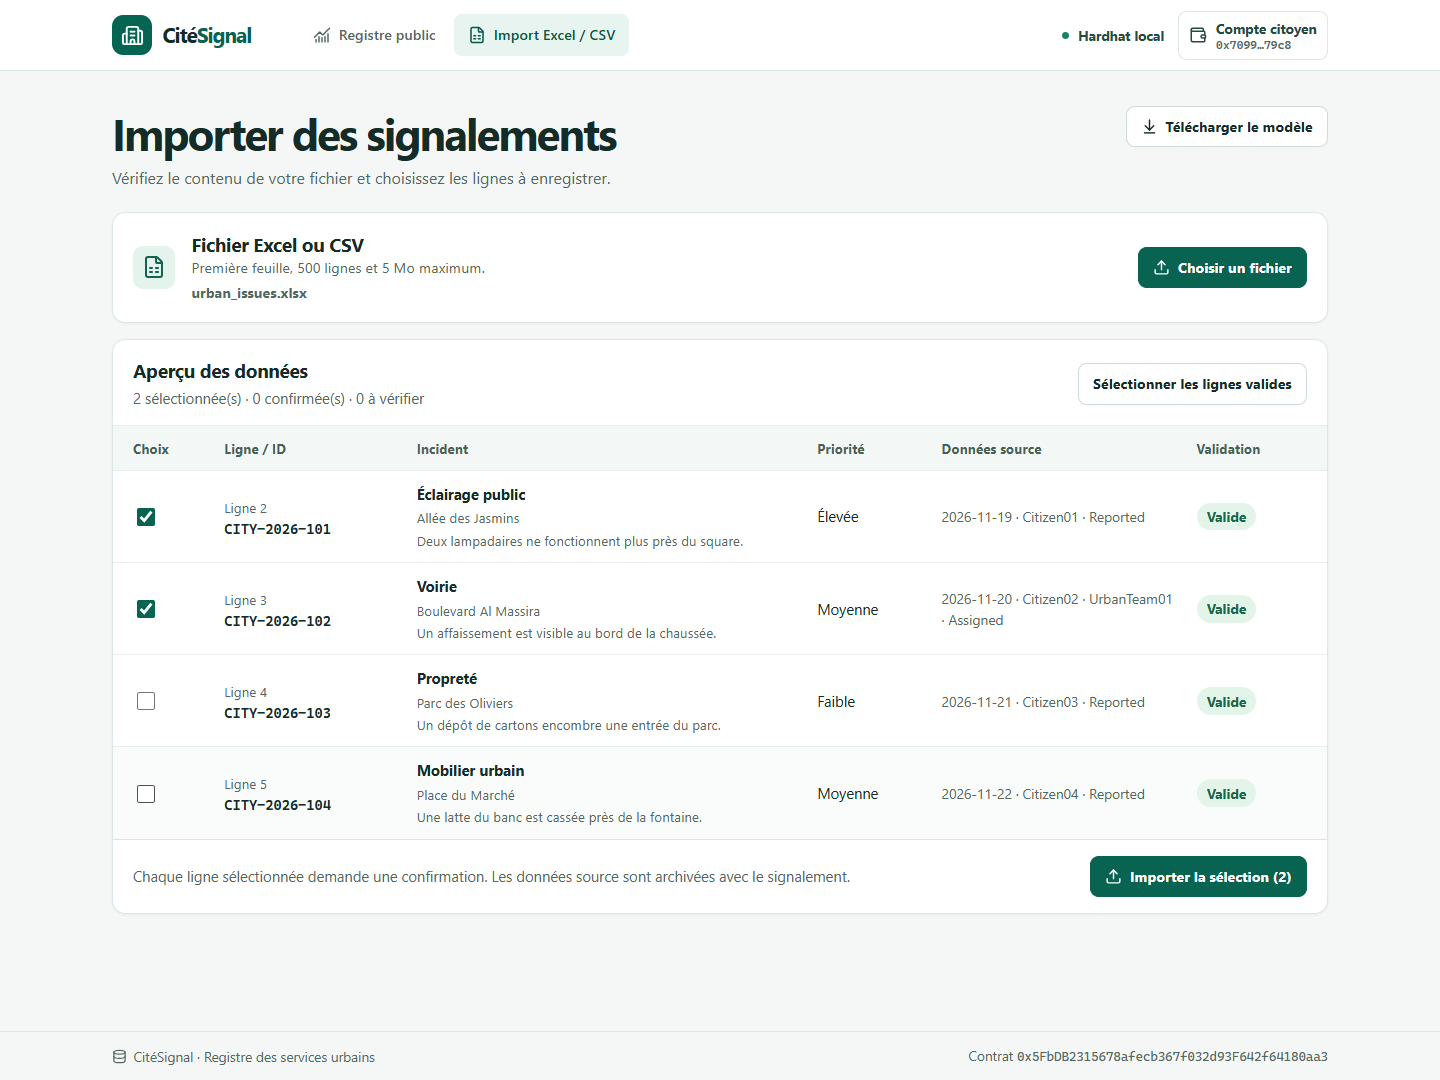 CitéSignal
Registre public
Import Excel / CSV
Hardhat local
Compte citoyen
0x7099…79c8
Importer des signalements
Vérifiez le contenu de votre fichier et choisissez les lignes à enregistrer.
Télécharger le modèle
Fichier Excel ou CSV
Première feuille, 500 lignes et 5 Mo maximum.
urban_issues.xlsx
Choisir un fichier
Aperçu des données
2 sélectionnée(s) · 0 confirmée(s) · 0 à vérifier
Sélectionner les lignes valides
Choix Ligne / ID Incident Priorité Données source Validation
Ligne 2
CITY-2026-101
Éclairage public
Allée des Jasmins
Deux lampadaires ne fonctionnent plus près du square.
Élevée
2026-11-19 · Citizen01 · Reported
Valide
Ligne 3
CITY-2026-102
Voirie
Boulevard Al Massira
Un affaissement est visible au bord de la chaussée.
Moyenne
2026-11-20 · Citizen02 · UrbanTeam01
· Assigned
Valide
Ligne 4
CITY-2026-103
Propreté
Parc des Oliviers
Un dépôt de cartons encombre une entrée du parc.
Faible
2026-11-21 · Citizen03 · Reported
Valide
Ligne 5
CITY-2026-104
Mobilier urbain
Place du Marché
Une latte du banc est cassée près de la fontaine.
Moyenne
2026-11-22 · Citizen04 · Reported
Valide
Chaque ligne sélectionnée demande une confirmation. Les données source sont archivées avec le signalement.
Importer la sélection (2)
CitéSignal · Registre des services urbains
Contrat 0x5FbDB2315678afecb367f032d93F642f64180aa3